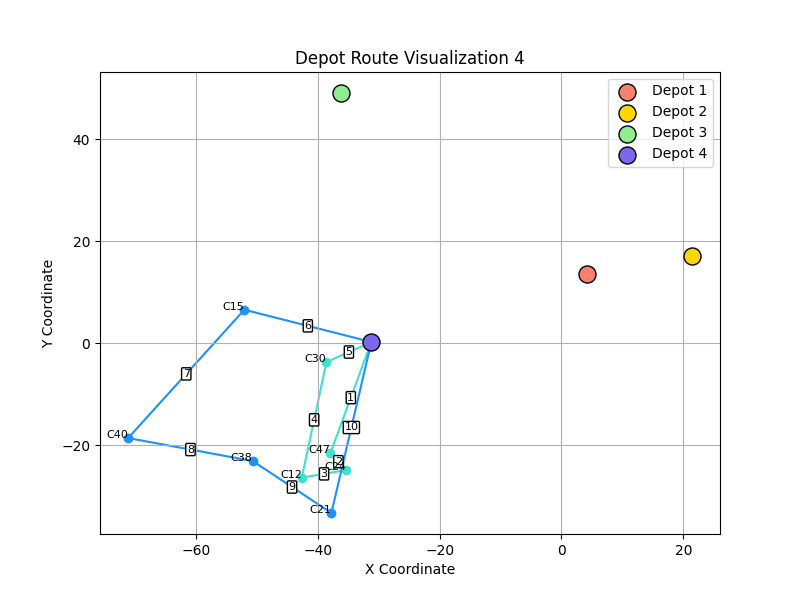 Depot Route Visualization 4
Depot 1
Depot 2
Depot 3
Depot 4
Y Coordinate
40
20
0
−20
C15
6
C30
5
7
1
4
10
C40
8
C38
C47
2
C12
3
9
C21
−60
−40
−20
0
20
X Coordinate